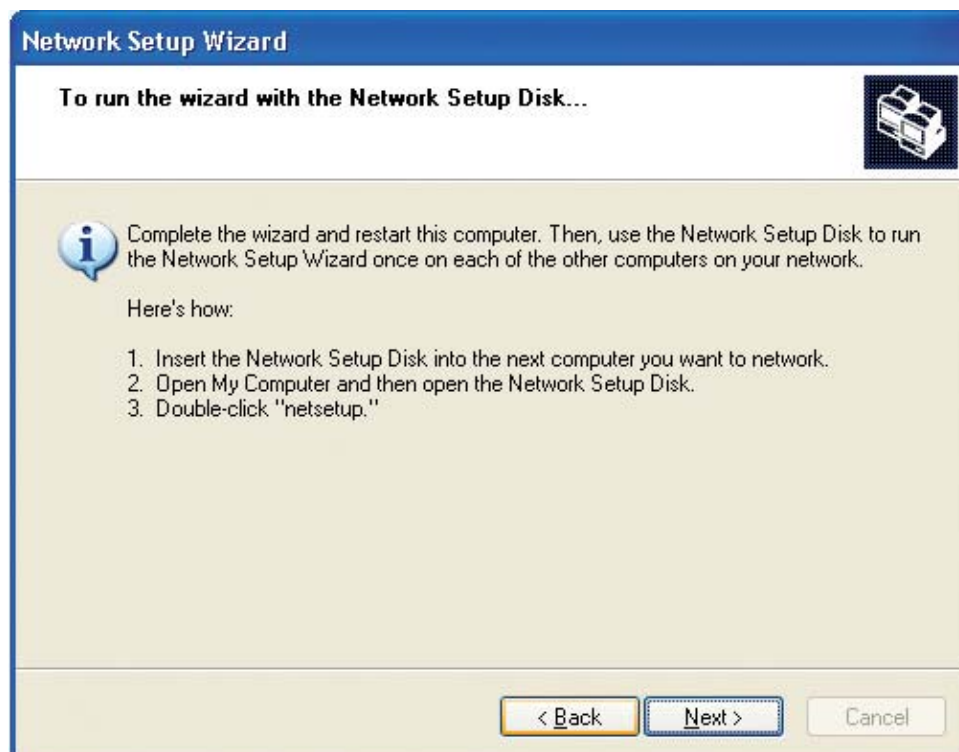 Network Setup Wizard
To run the wizard with the Network Setup Disk...
Complete the wizard and restart this computer. Then, use the Network Setup Disk to run
the Network Setup Wizard once on each of the other computers on your network.
Here's how:
1. Insert the Network Setup Disk into the next computer you want to network.
2. Open My Computer and then open the Network Setup Disk.
3. Double-click "netsetup."
< Back
Next >
Cancel